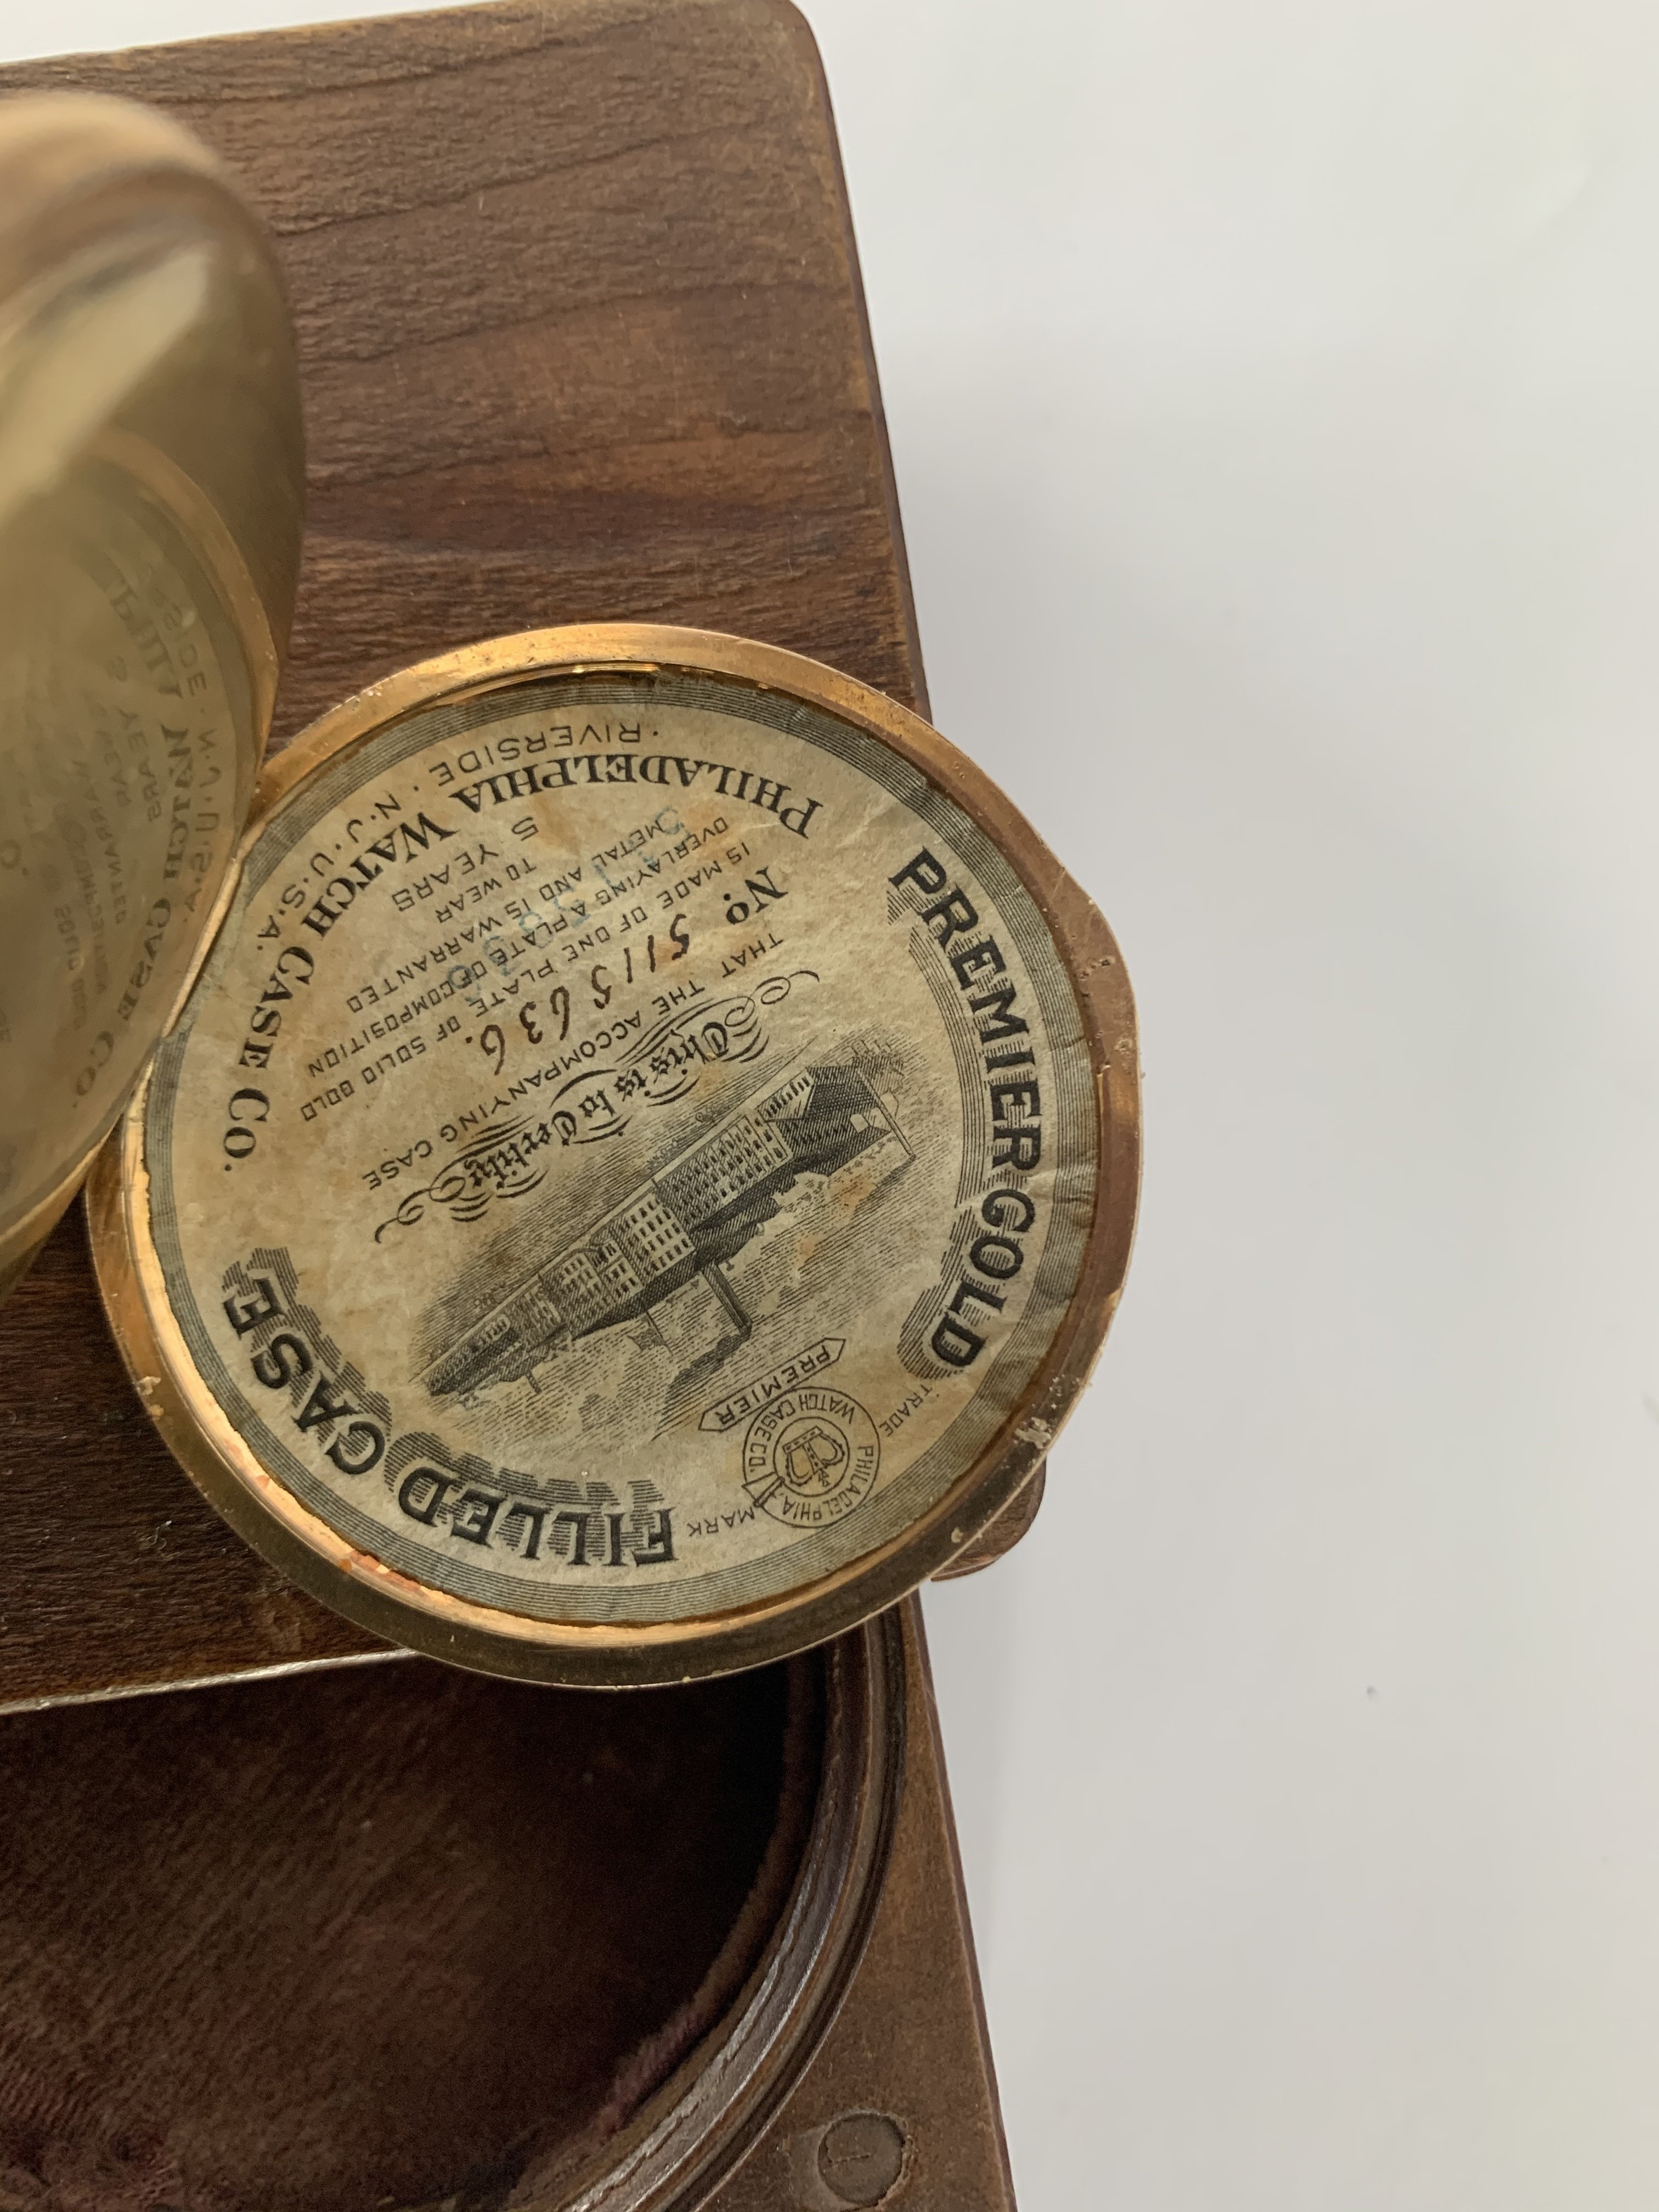 PREMIER GOLD
FILLED CASE
TRADE MARK
PHILADELPHIA
WATCH CASE CO.
PREMIER
This is to Certify
THAT THE ACCOMPANYING CASE
No. 5115636.
IS MADE OF ONE PLATE OF SOLID GOLD
OVERLAYING A PLATE OF COMPOSITION
METAL AND IS WARRANTED
TO WEAR
5 YEARS
PHILADELPHIA WATCH CASE CO.
· RIVERSIDE · N·J·U·S·A·